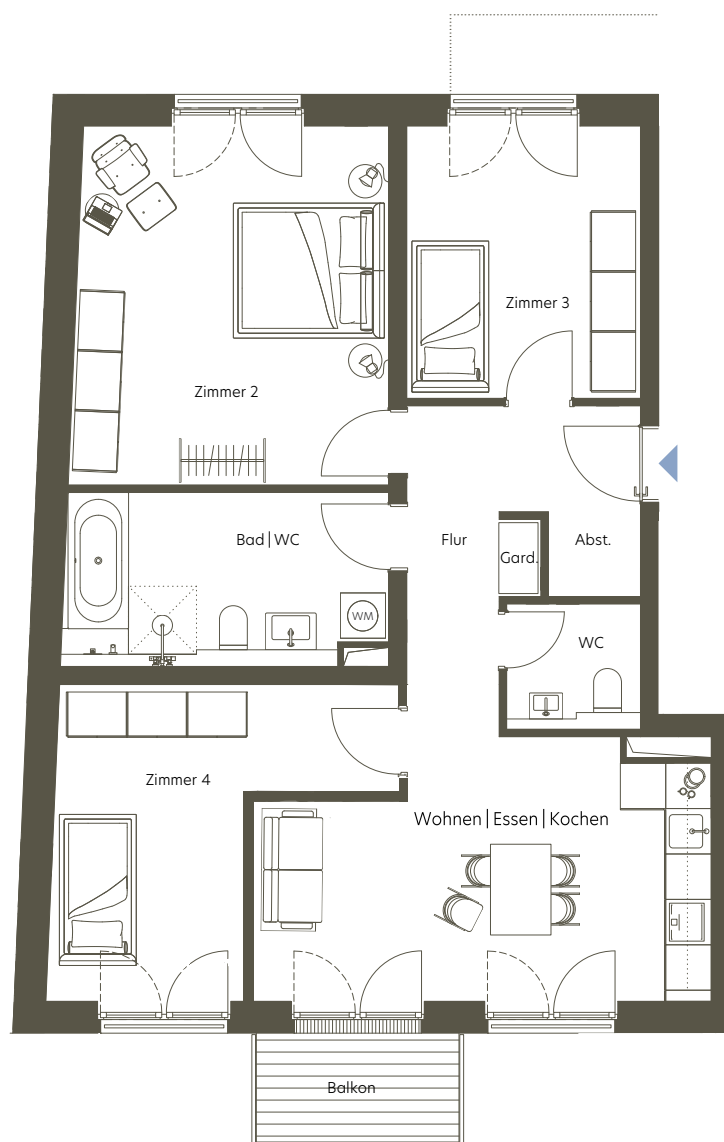 Zimmer 3
Zimmer 2
Bad|WC
Flur
Abst.
Gard.
WM
WC
Zimmer 4
Wohnen|Essen|Kochen
Balkon